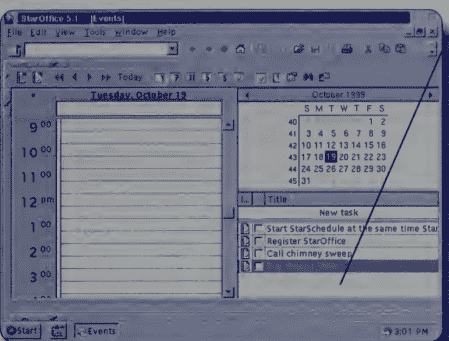 StarOffice 5.1 [Events]
File Edit View Tools Window Help
Today
Tuesday, October 19
9 00
10 00
11 00
12 pm
1 00
2 00
3 00
October 1999
S M T W T F S
40 1 2
41 3 4 5 6 7 8 9
42 10 11 12 13 14 15 16
43 17 18 19 20 21 22 23
44 24 25 26 27 28 29 30
45 31
Title
New task
Start StarSchedule at the same time Star
Register StarOffice
Call chimney sweep
Start
Events
3:01 PM